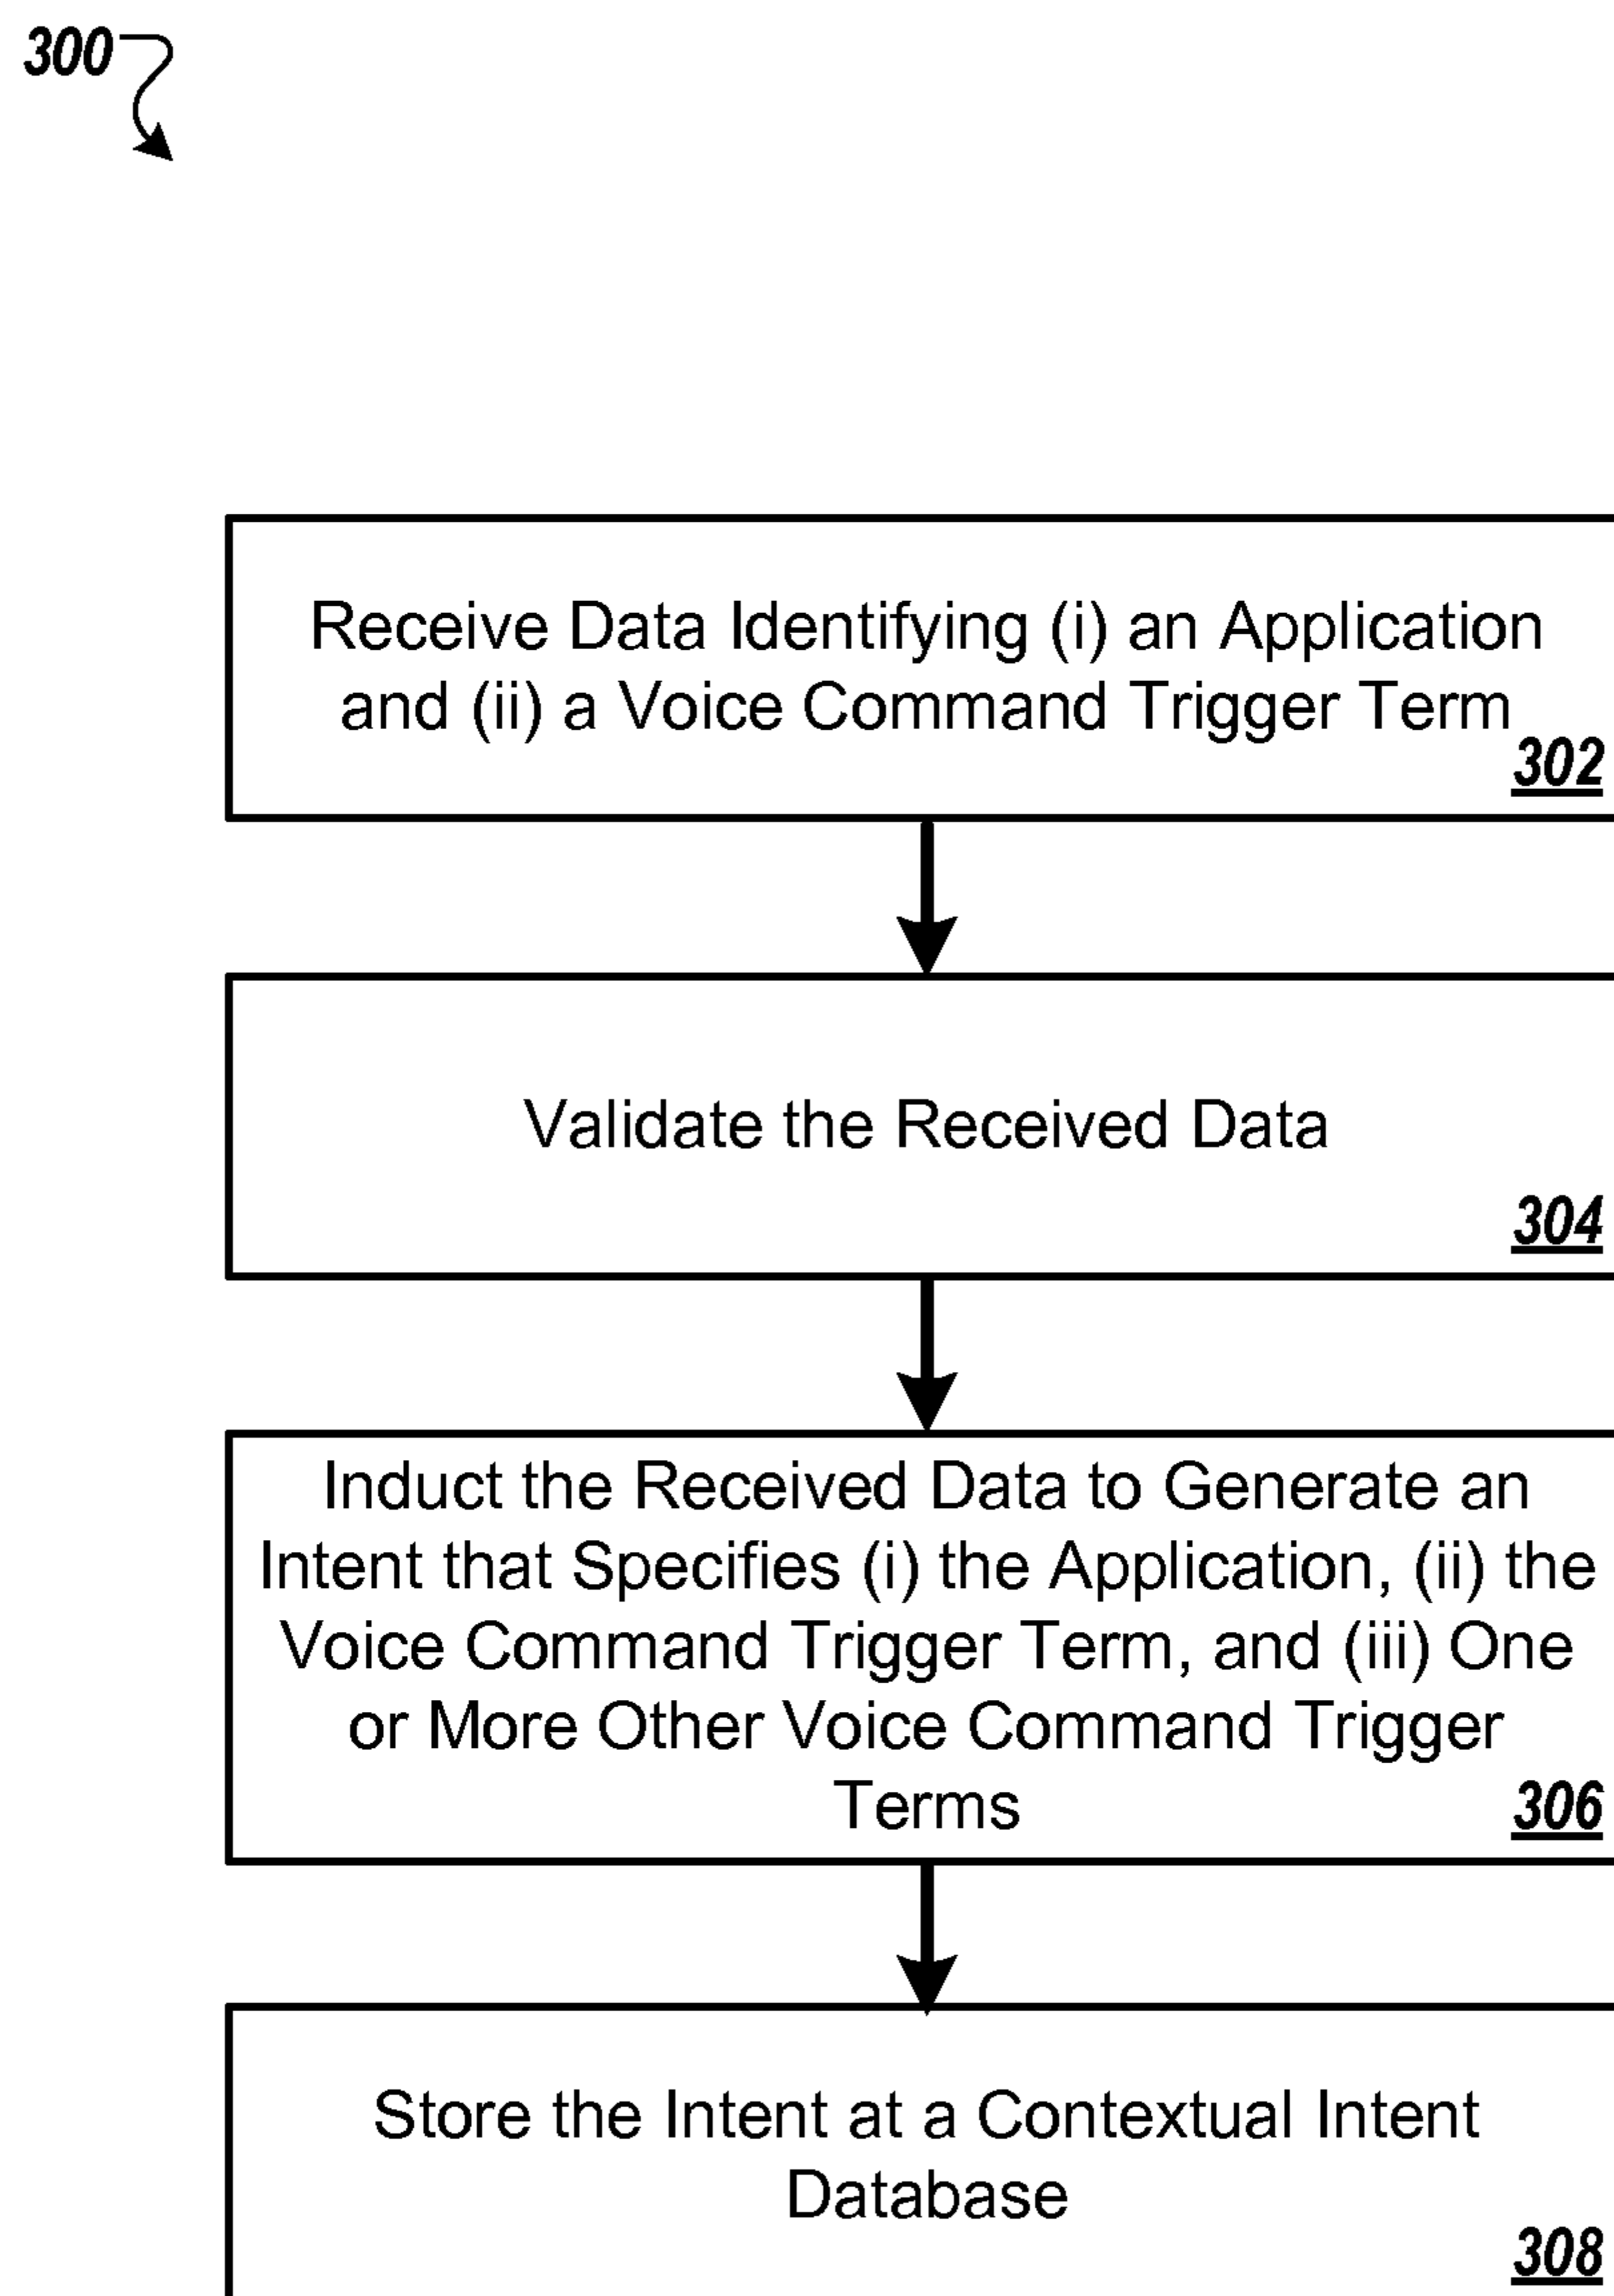 300
Receive Data Identifying (i) an Application
and (ii) a Voice Command Trigger Term
302
Validate the Received Data
304
Induct the Received Data to Generate an
Intent that Specifies (i) the Application, (ii) the
Voice Command Trigger Term, and (iii) One
or More Other Voice Command Trigger
Terms
306
Store the Intent at a Contextual Intent
Database
308